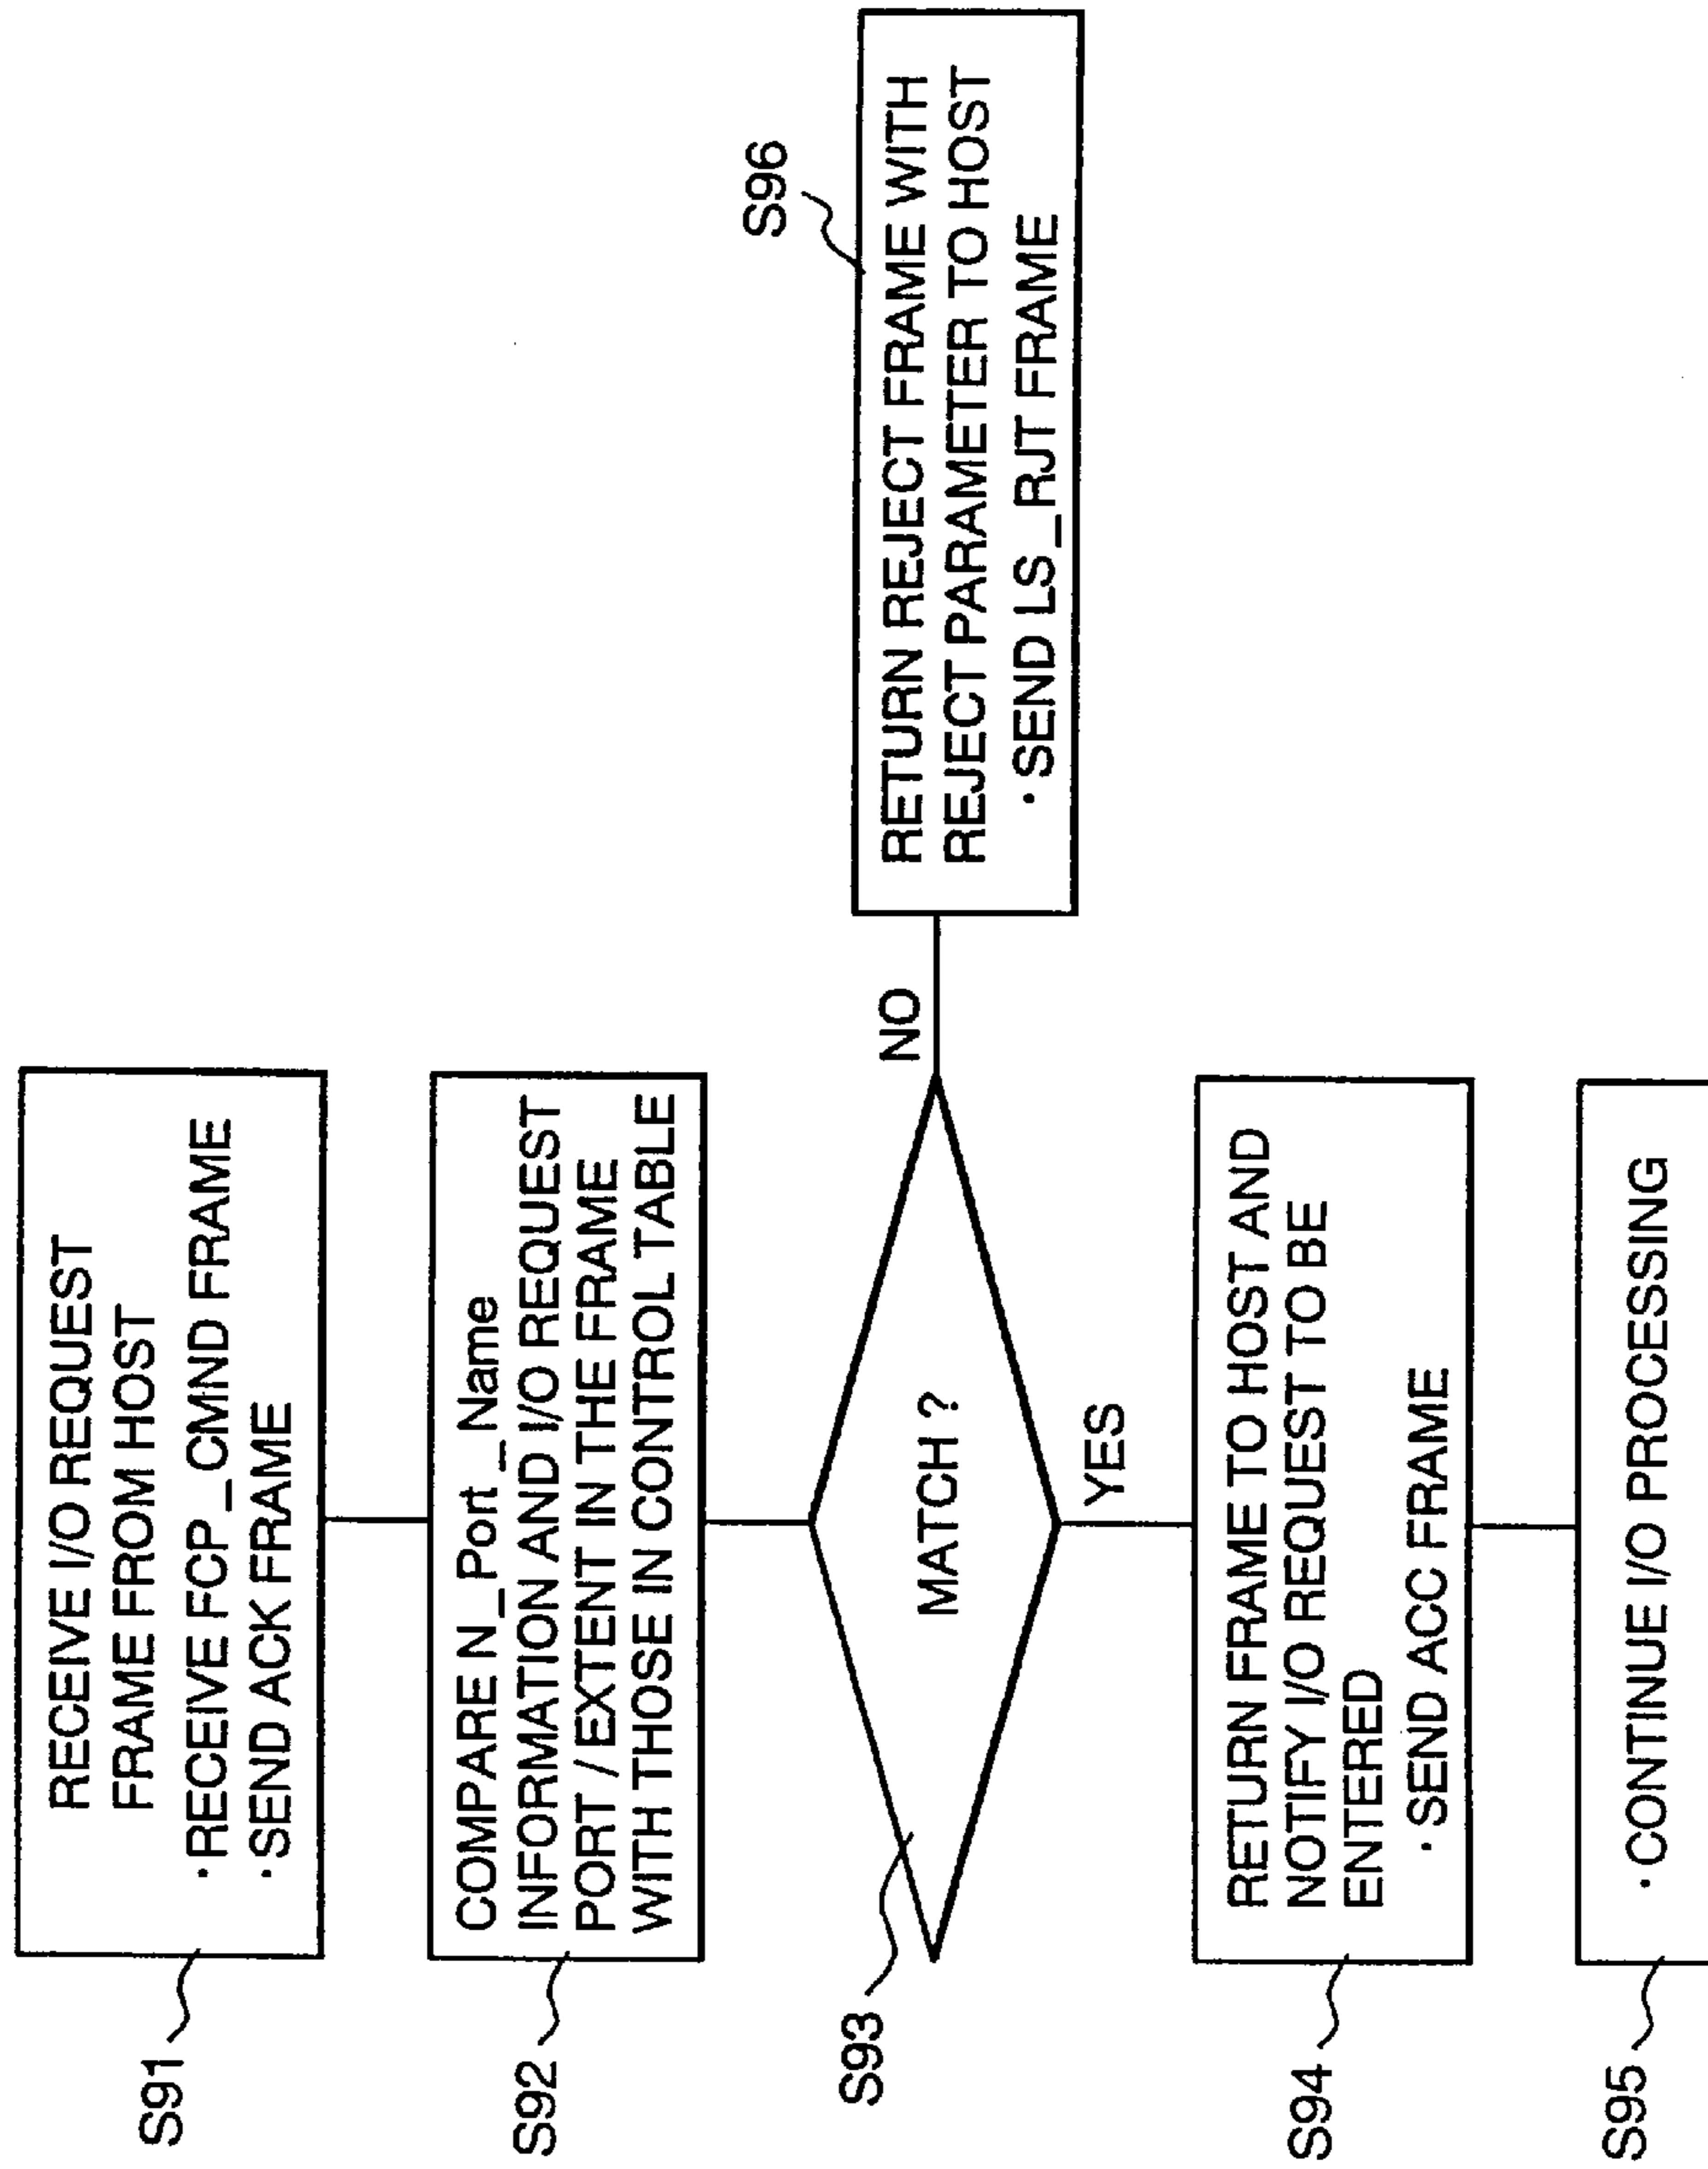 S91
RECEIVE I/O REQUEST
FRAME FROM HOST
·RECEIVE FCP_CMND FRAME
·SEND ACK FRAME
S92
COMPARE N_Port_Name
INFORMATION AND I/O REQUEST
PORT / EXTENT IN THE FRAME
WITH THOSE IN CONTROL TABLE
S93
MATCH ?
NO
YES
S96
RETURN REJECT FRAME WITH
REJECT PARAMETER TO HOST
·SEND LS_RJT FRAME
S94
RETURN FRAME TO HOST AND
NOTIFY I/O REQUEST TO BE
ENTERED
·SEND ACC FRAME
S95
·CONTINUE I/O PROCESSING